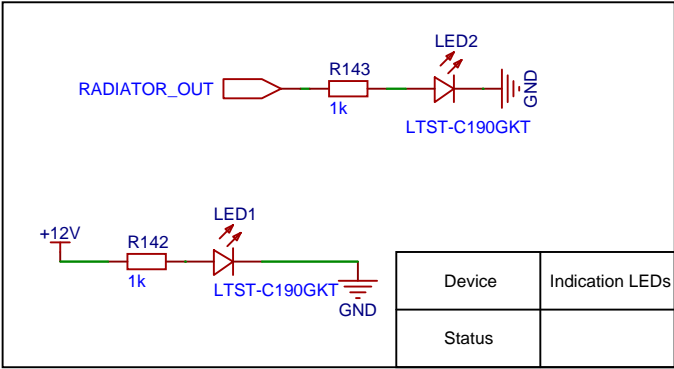 LED2
RADIATOR_OUT
R143
1k
GND
LTST-C190GKT
+12V
R142
1k
LED1
LTST-C190GKT
GND
Device
Indication LEDs
Status